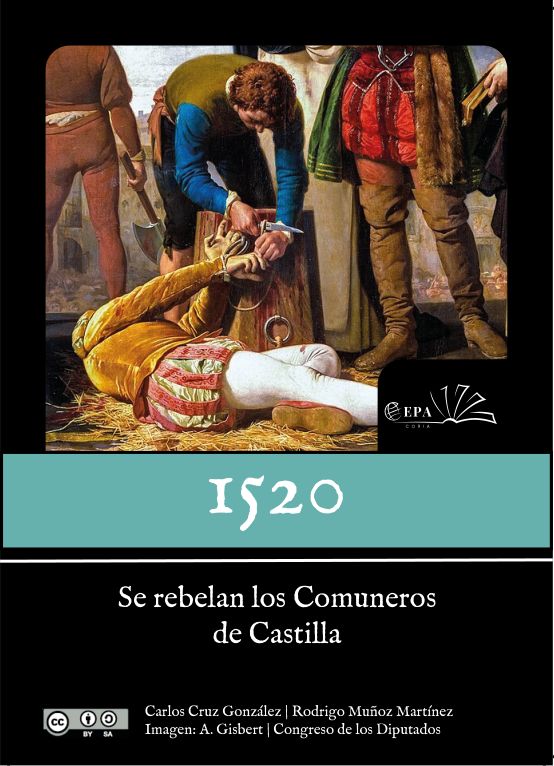 EPA
CORIA
1520
Se rebelan los Comuneros
de Castilla
Carlos Cruz González | Rodrigo Muñoz Martínez
Imagen: A. Gisbert | Congreso de los Diputados
cc
BY SA